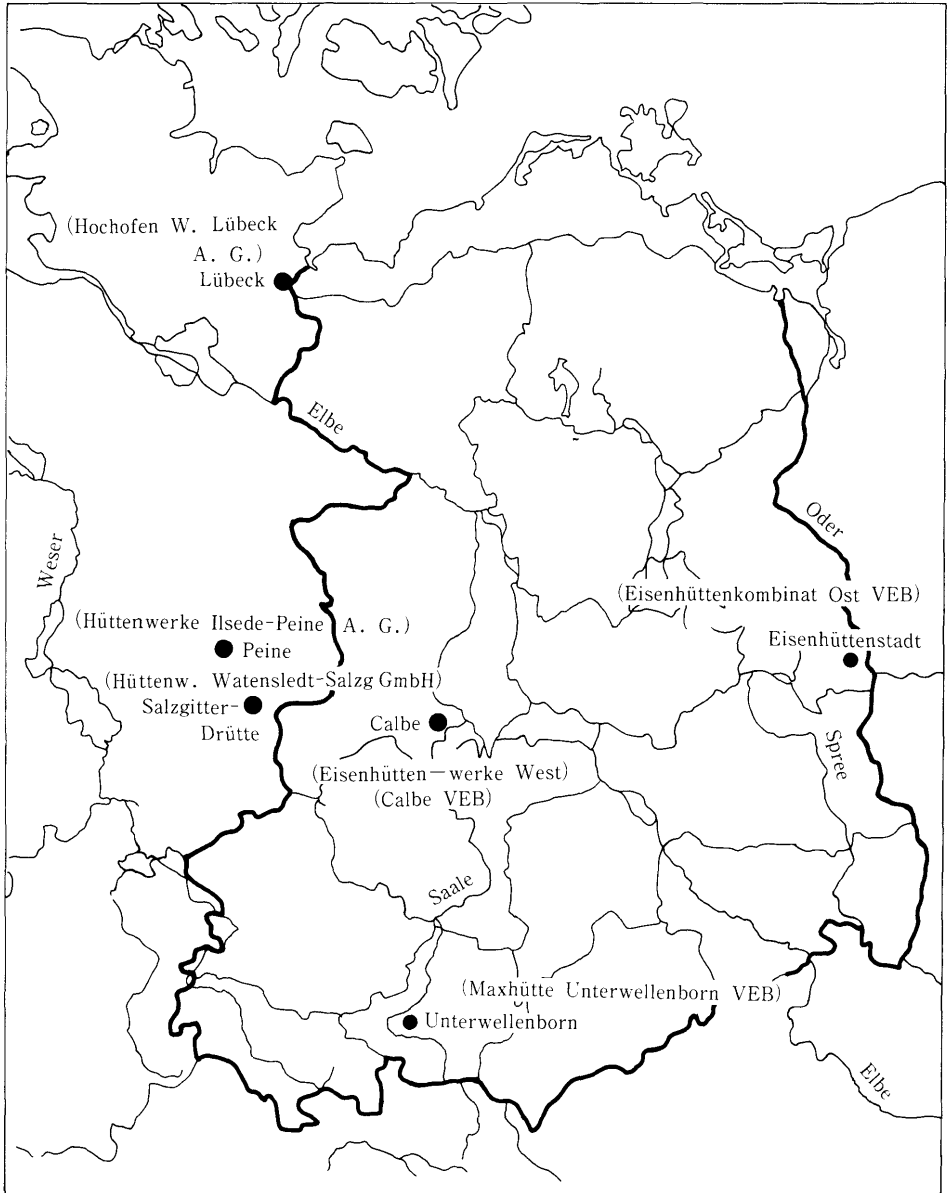 (Hochofen W. Lübeck
A. G.)
Lübeck
Elbe
Weser
Oder
(Eisenhüttenkombinat Ost VEB)
Eisenhüttenstadt
(Hüttenwerke Ilsede-Peine A. G.)
Peine
(Hüttenw. Watensledt-Salzg GmbH)
Salzgitter-
Drütte
Calbe
(Eisenhütten-werke West)
(Calbe VEB)
Spree
Saale
(Maxhütte Unterwellenborn VEB)
Unterwellenborn
Elbe